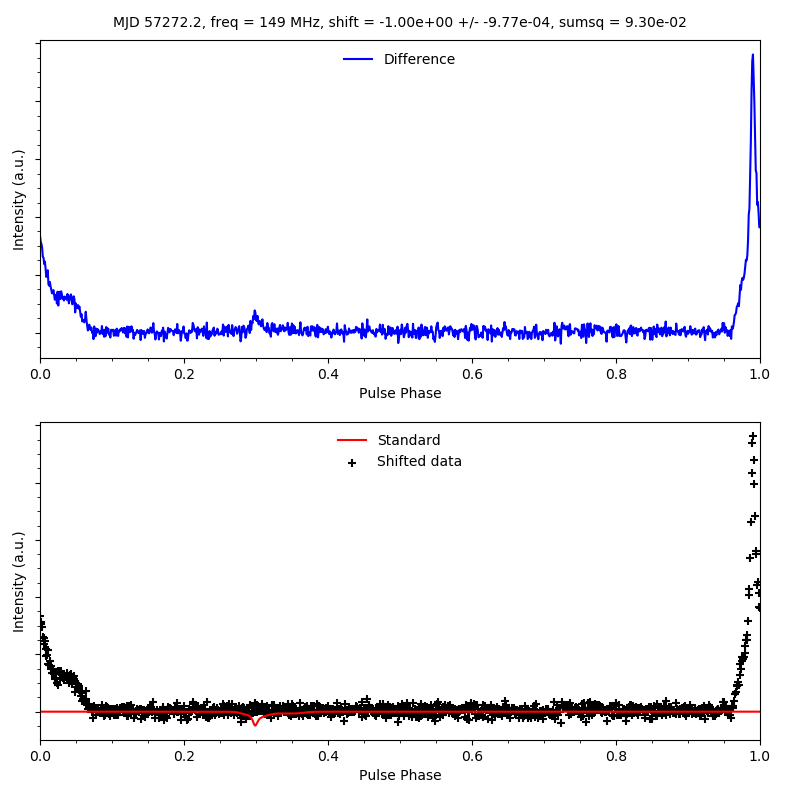 MJD 57272.2, freq = 149 MHz, shift = -1.00e+00 +/- -9.77e-04, sumsq = 9.30e-02
Difference
Intensity (a.u.)
0.0 0.2 0.4 0.6 0.8 1.0
Pulse Phase
Standard
Shifted data
Intensity (a.u.)
0.0 0.2 0.4 0.6 0.8 1.0
Pulse Phase